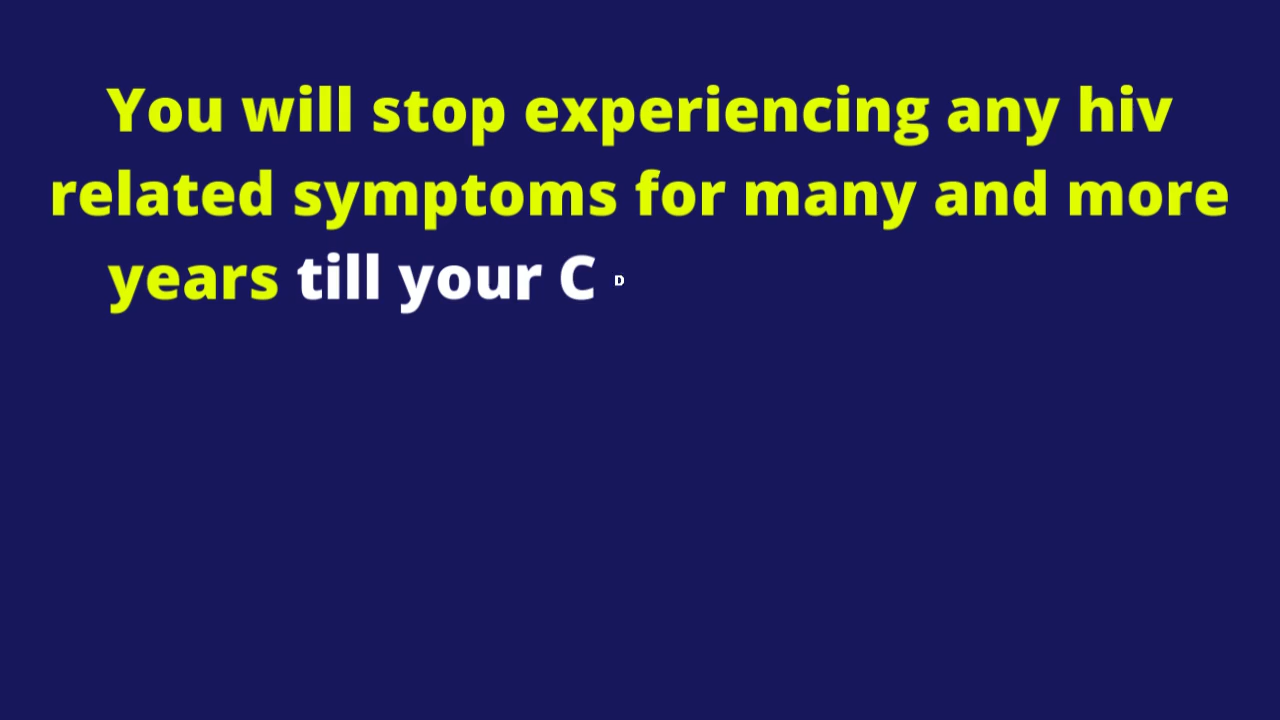 You will stop experiencing any hiv
related symptoms for many and more
years till your C D